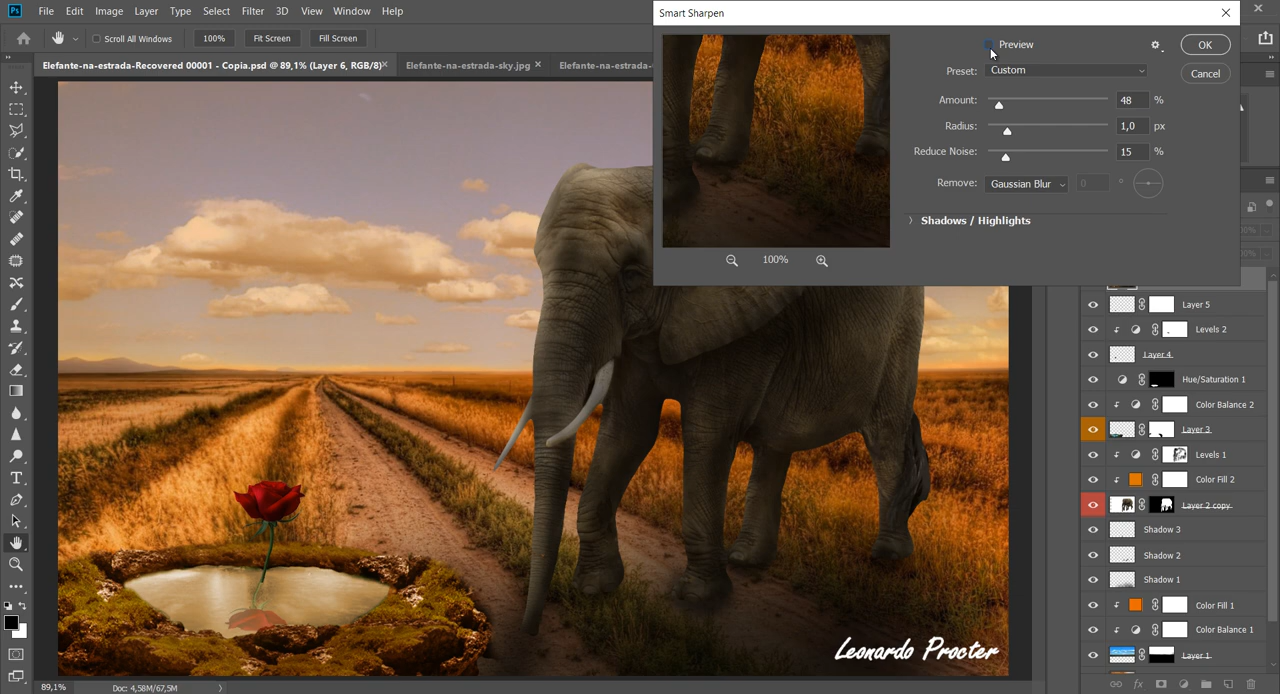 Ps File Edit Image Layer Type Select Filter 3D View Window Help
Smart Sharpen
Scroll All Windows 100% Fit Screen Fill Screen
Elefante-na-estrada-Recovered 00001 - Copia.psd @ 89,1% (Layer 6, RGB/8)
Elefante-na-estrada-sky.jpg
Elefante-na-estrada-
Preview
OK
Preset: Custom
Cancel
Amount: 48 %
Radius: 1,0 px
Reduce Noise: 15 %
Remove: Gaussian Blur 0 °
Shadows / Highlights
100%
Layer 5
Levels 2
Layer 4
Hue/Saturation 1
Color Balance 2
Layer 3
Levels 1
Color Fill 2
Layer 2 copy
Shadow 3
Shadow 2
Shadow 1
Color Fill 1
Color Balance 1
Layer 1
Leonardo Procter
89,1% Doc: 4,58M/67,5M